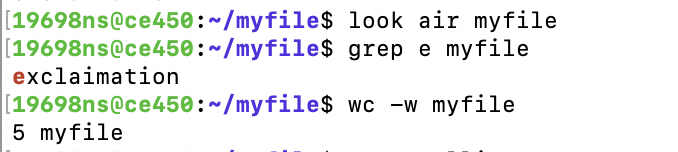 [19698ns@ce450:~/myfile$ look air myfile
[19698ns@ce450:~/myfile$ grep e myfile
exclaimation
[19698ns@ce450:~/myfile$ wc -w myfile
5 myfile